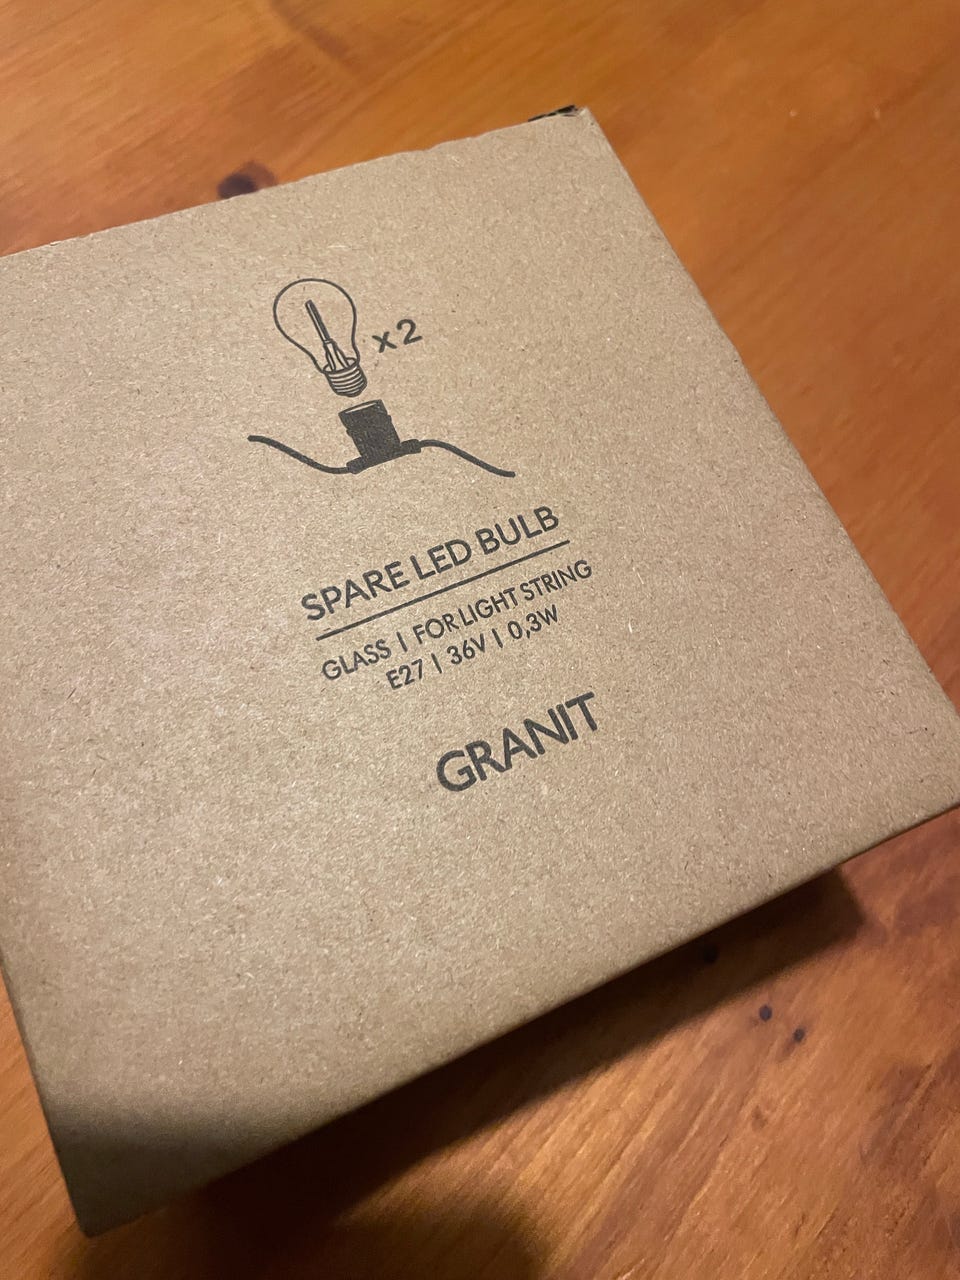 x2
SPARE LED BULB
GLASS | FOR LIGHT STRING
E27 | 36V | 0,3W
GRANIT